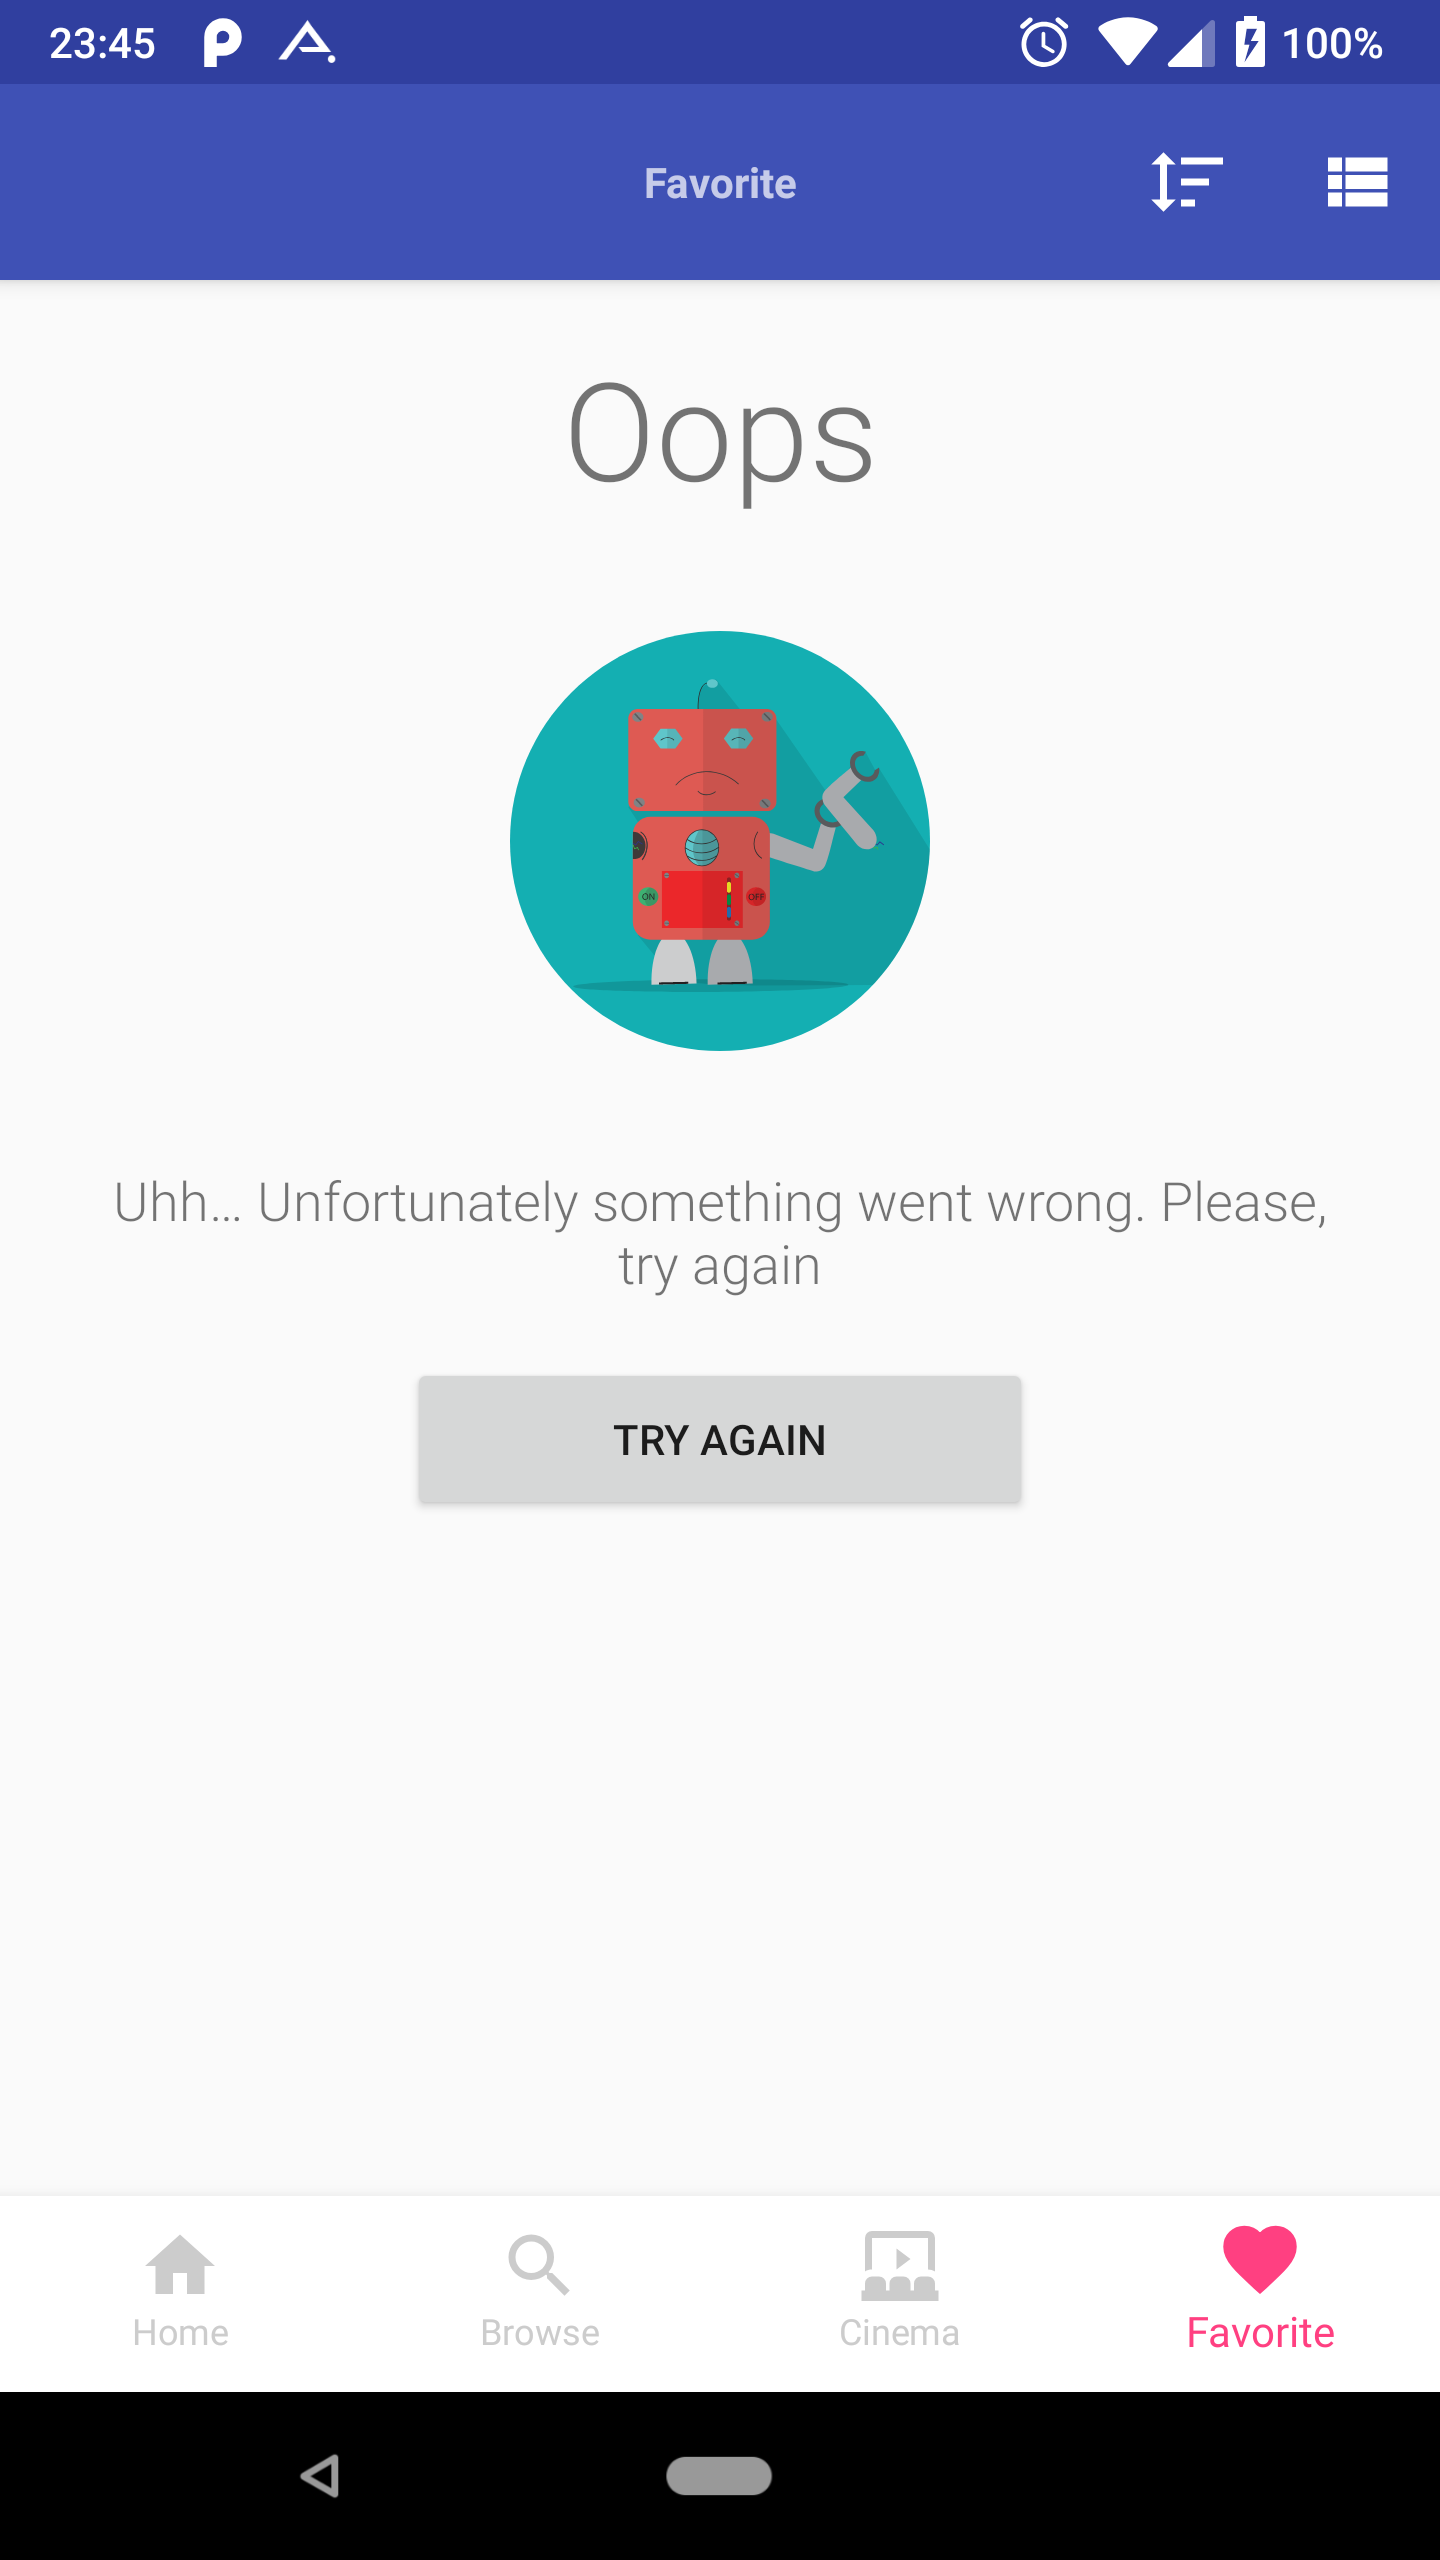 23:45
100%
Favorite
Oops
ON
OFF
Uhh... Unfortunately something went wrong. Please,
try again
TRY AGAIN
Home
Browse
Cinema
Favorite